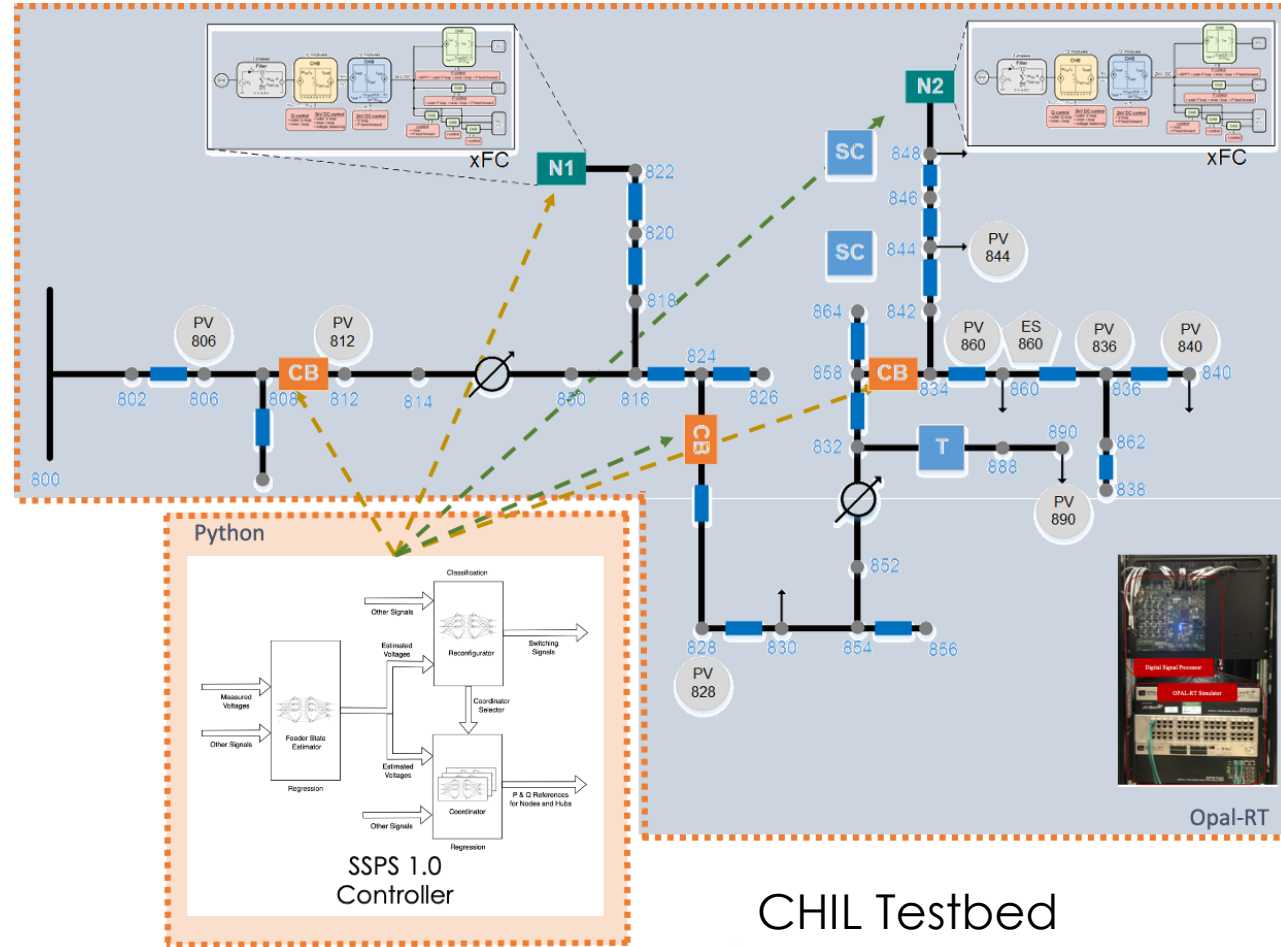 xFC
xFC
N1
N2
SC
SC
848
846
844
842
PV
844
822
820
818
864
858
CB
834
PV
860
ES
860
860
PV
836
836
PV
840
840
PV
806
PV
812
802
806
808
CB
812
814
850
816
824
826
CB
832
T
888
890
PV
890
862
838
800
852
828
830
854
856
PV
828
Python
Classification
Other Signals
Reconfigurator
Switching
Signals
Estimated
Voltages
Coordinator
Selector
Measured
Voltages
Other Signals
Feeder State
Estimator
Regression
Estimated
Voltages
Other Signals
Coordinator
P & Q References
for Nodes and Hubs
Regression
SSPS 1.0
Controller
Digital Signal Processor
OPAL-RT Simulator
Opal-RT
CHIL Testbed